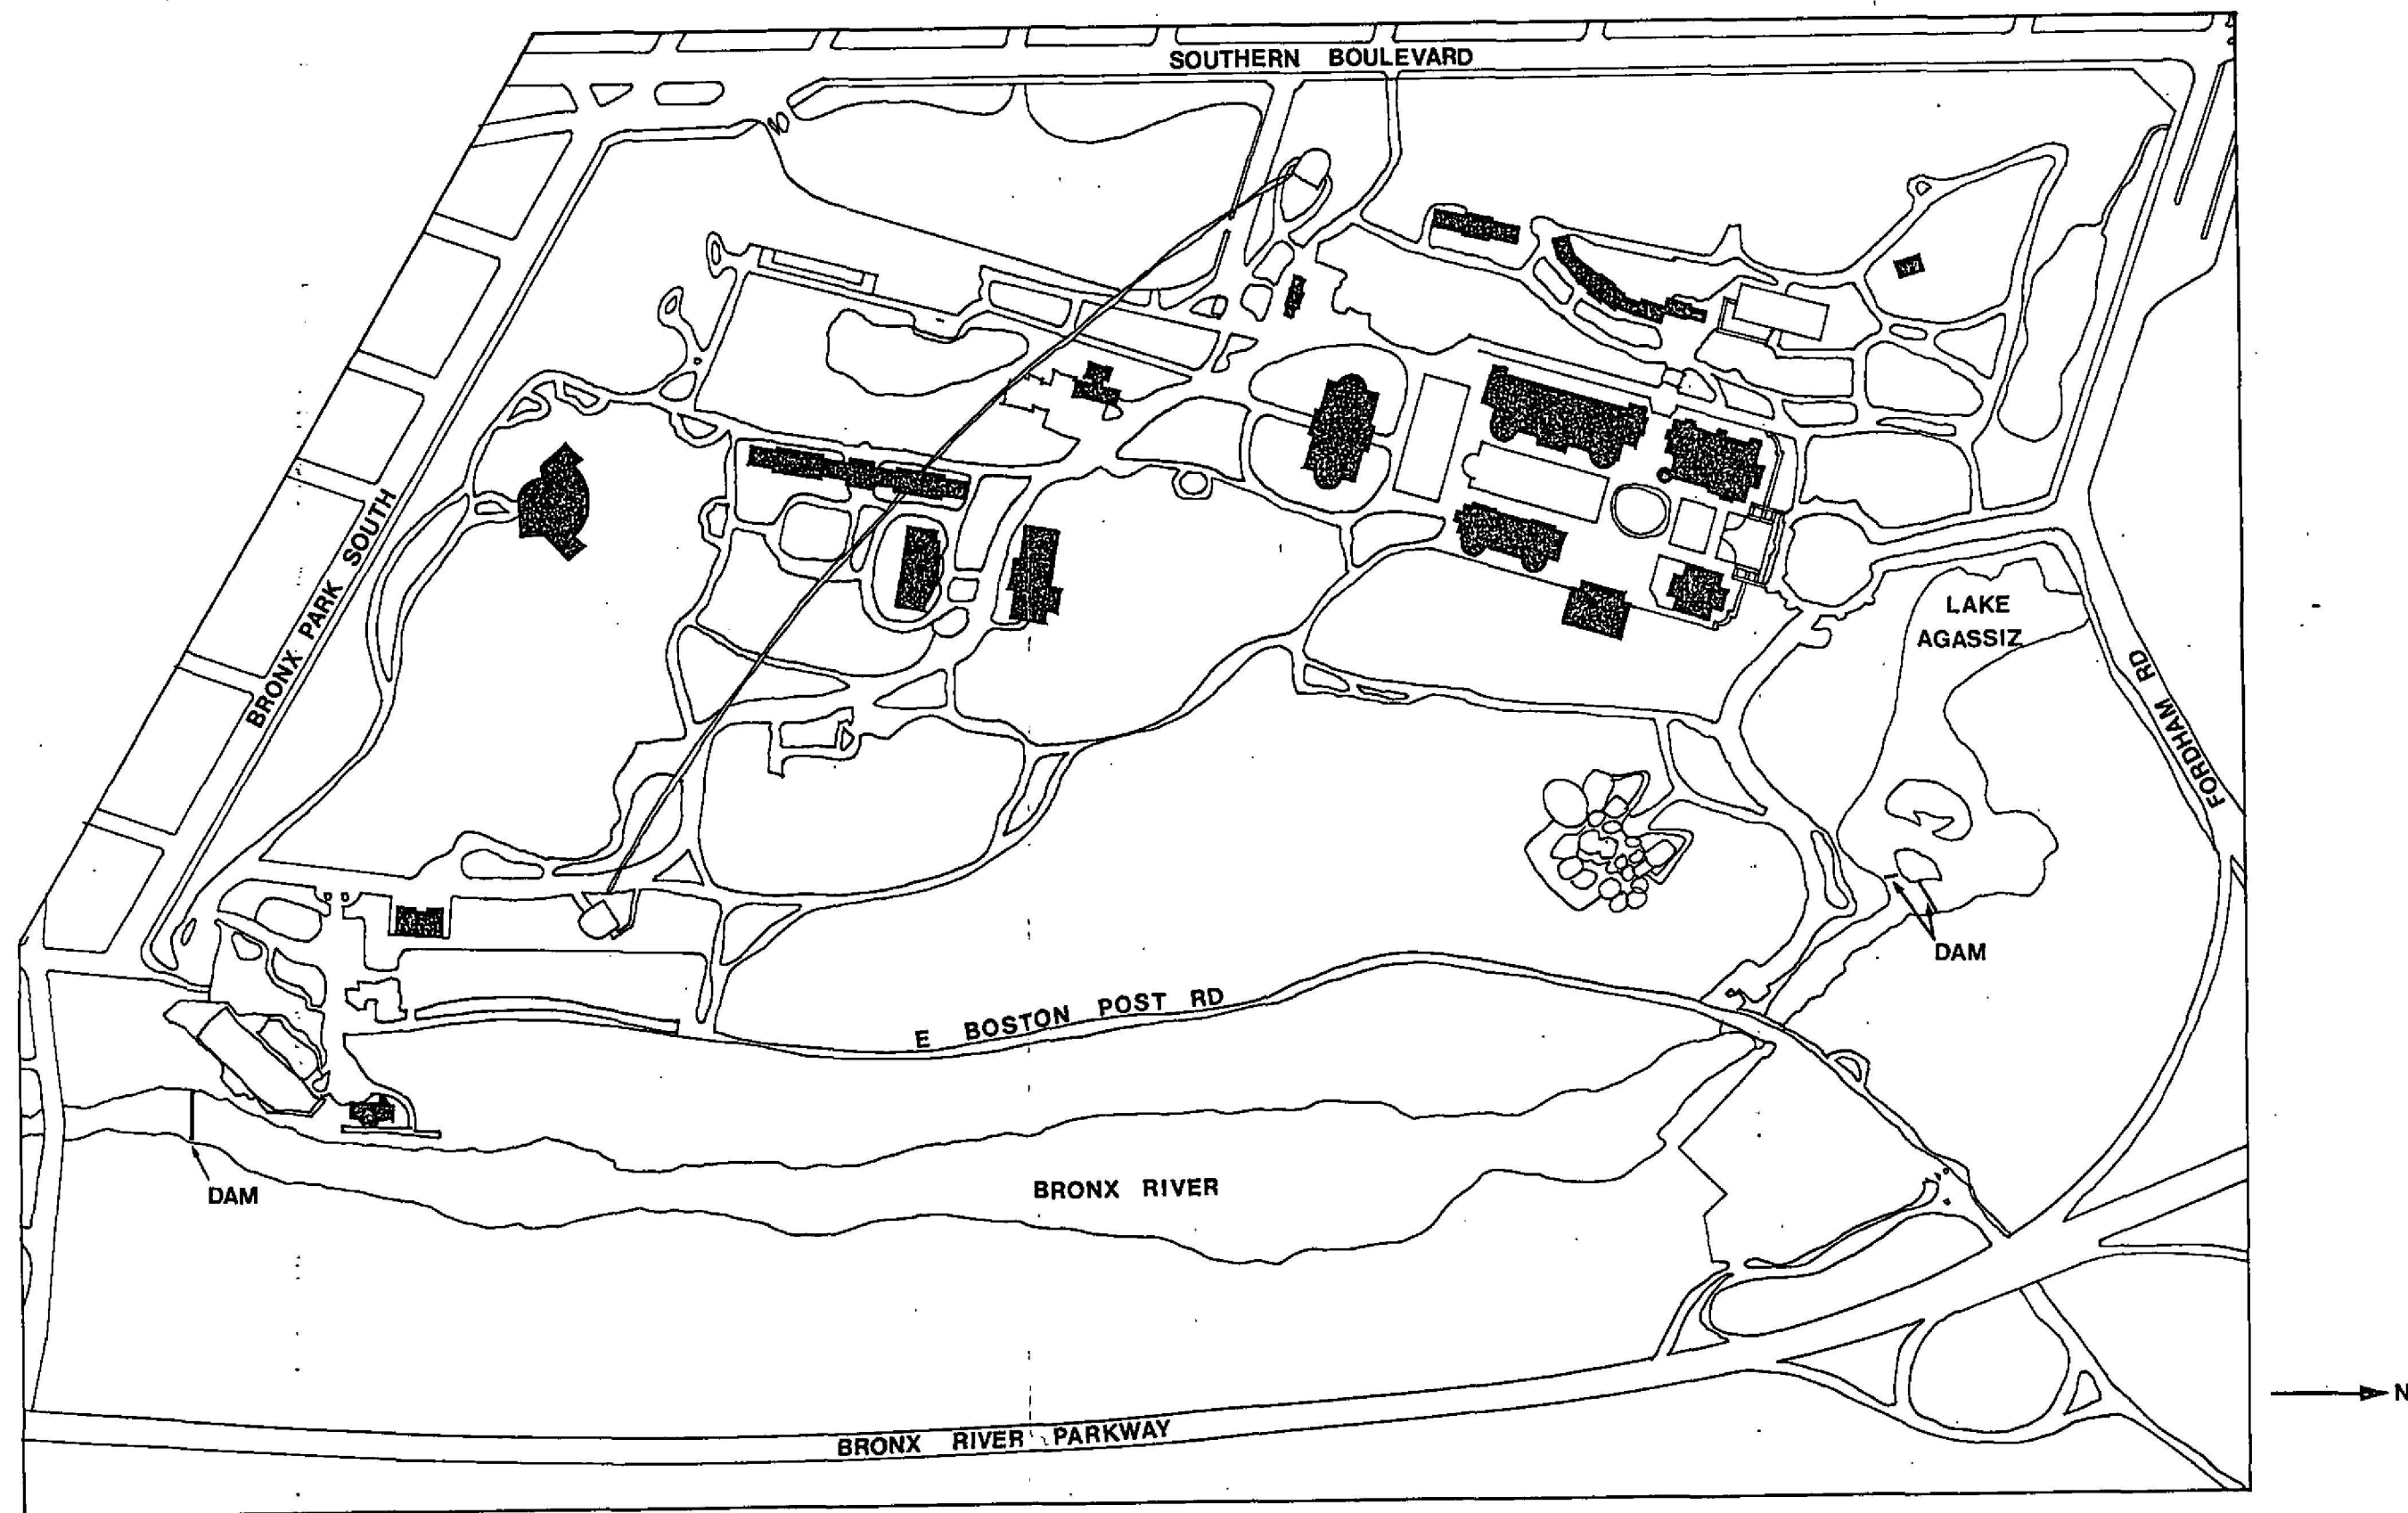 SOUTHERN BOULEVARD
BRONX PARK SOUTH
LAKE
AGASSIZ
FORDHAM RD
DAM
E BOSTON POST RD
DAM
BRONX RIVER
N
BRONX RIVER PARKWAY